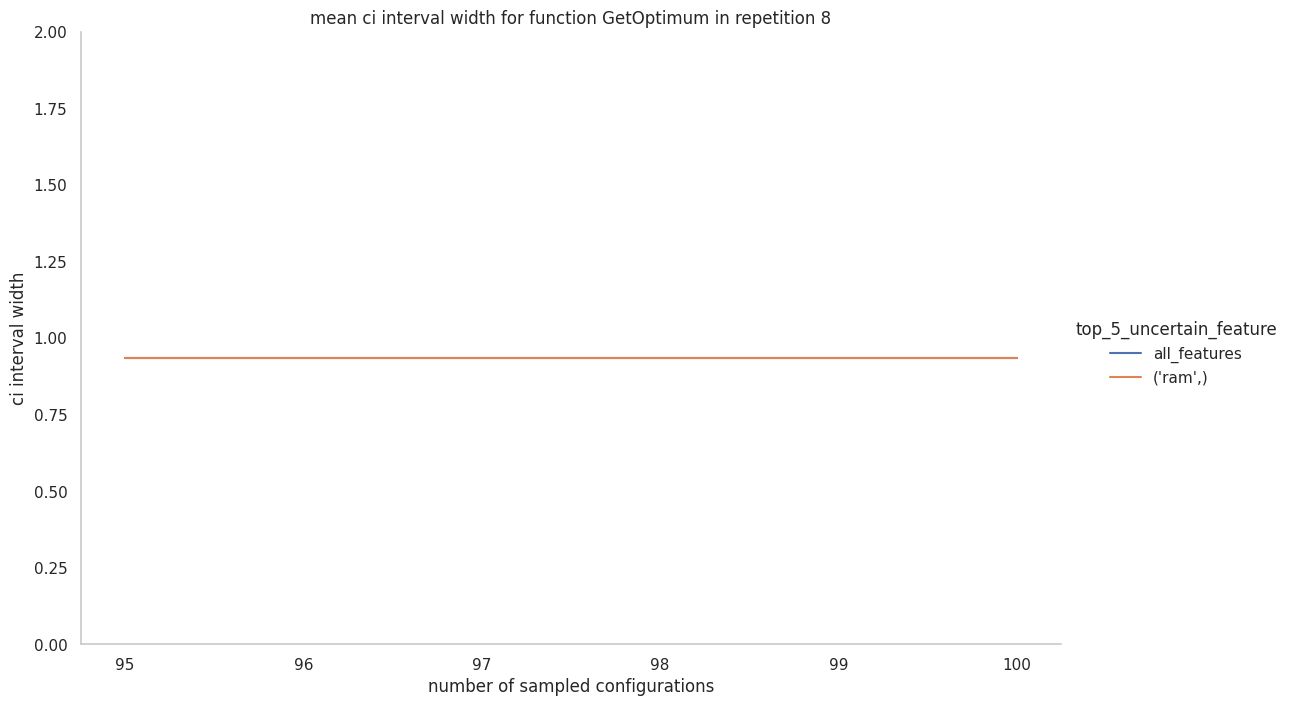 mean ci interval width for function GetOptimum in repetition 8
2.00
1.75
1.50
1.25
1.00
0.75
0.50
0.25
0.00
ci interval width
95 96 97 98 99 100
number of sampled configurations
top_5_uncertain_feature
all_features
('ram',)